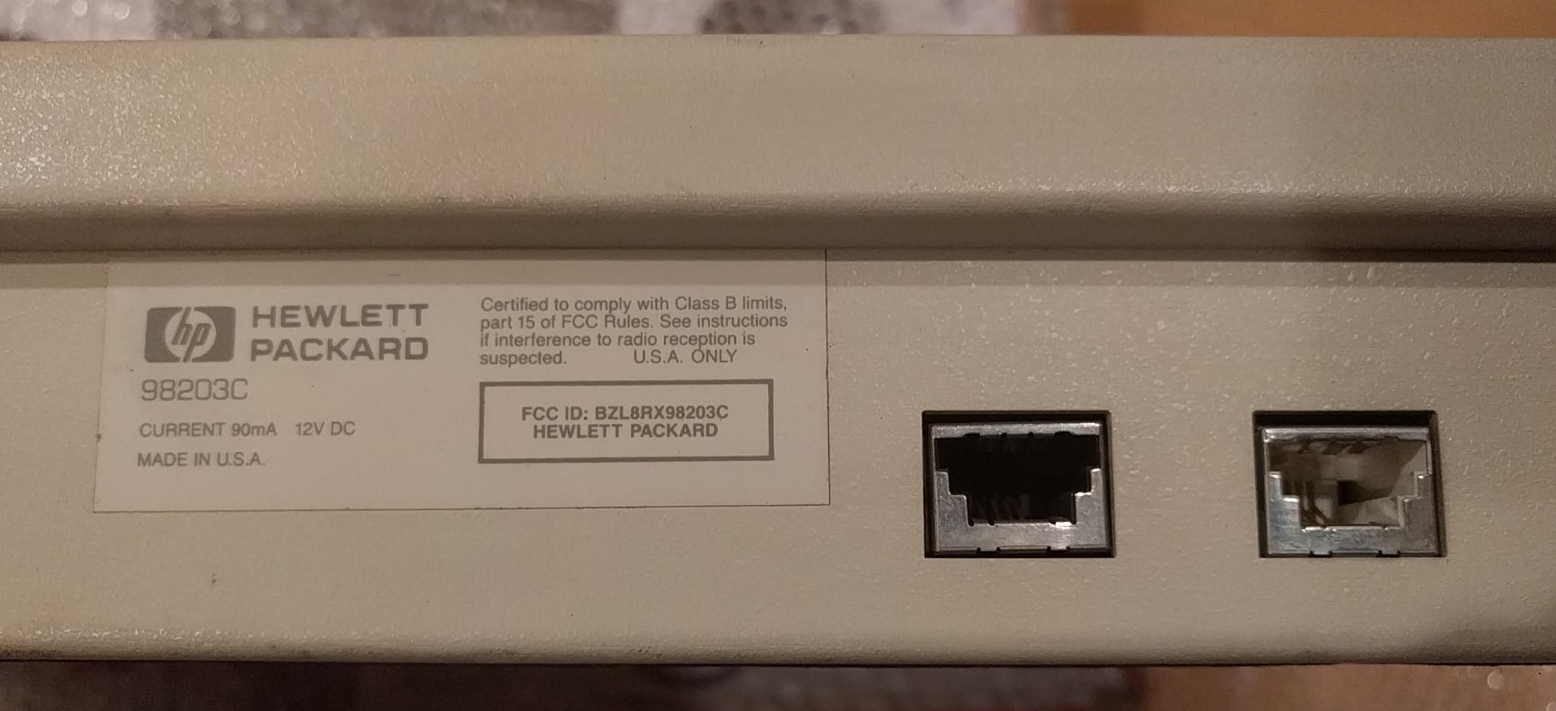 hp HEWLETT
PACKARD
98203C
CURRENT 90mA 12V DC
MADE IN U.S.A.
Certified to comply with Class B limits,
part 15 of FCC Rules. See instructions
if interference to radio reception is
suspected. U.S.A. ONLY
FCC ID: BZL8RX98203C
HEWLETT PACKARD